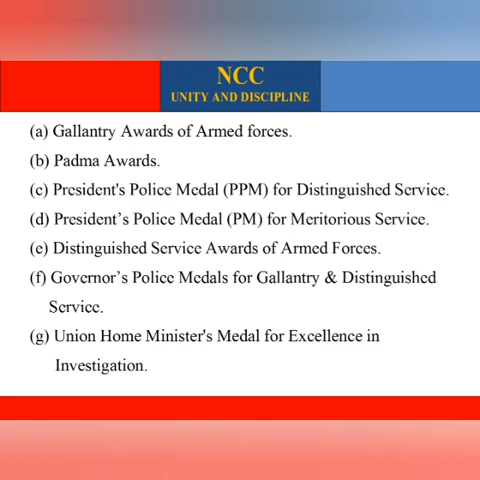 NCC
UNITY AND DISCIPLINE
(a) Gallantry Awards of Armed forces.
(b) Padma Awards.
(c) President's Police Medal (PPM) for Distinguished Service.
(d) President’s Police Medal (PM) for Meritorious Service.
(e) Distinguished Service Awards of Armed Forces.
(f) Governor’s Police Medals for Gallantry & Distinguished
Service.
(g) Union Home Minister's Medal for Excellence in
Investigation.